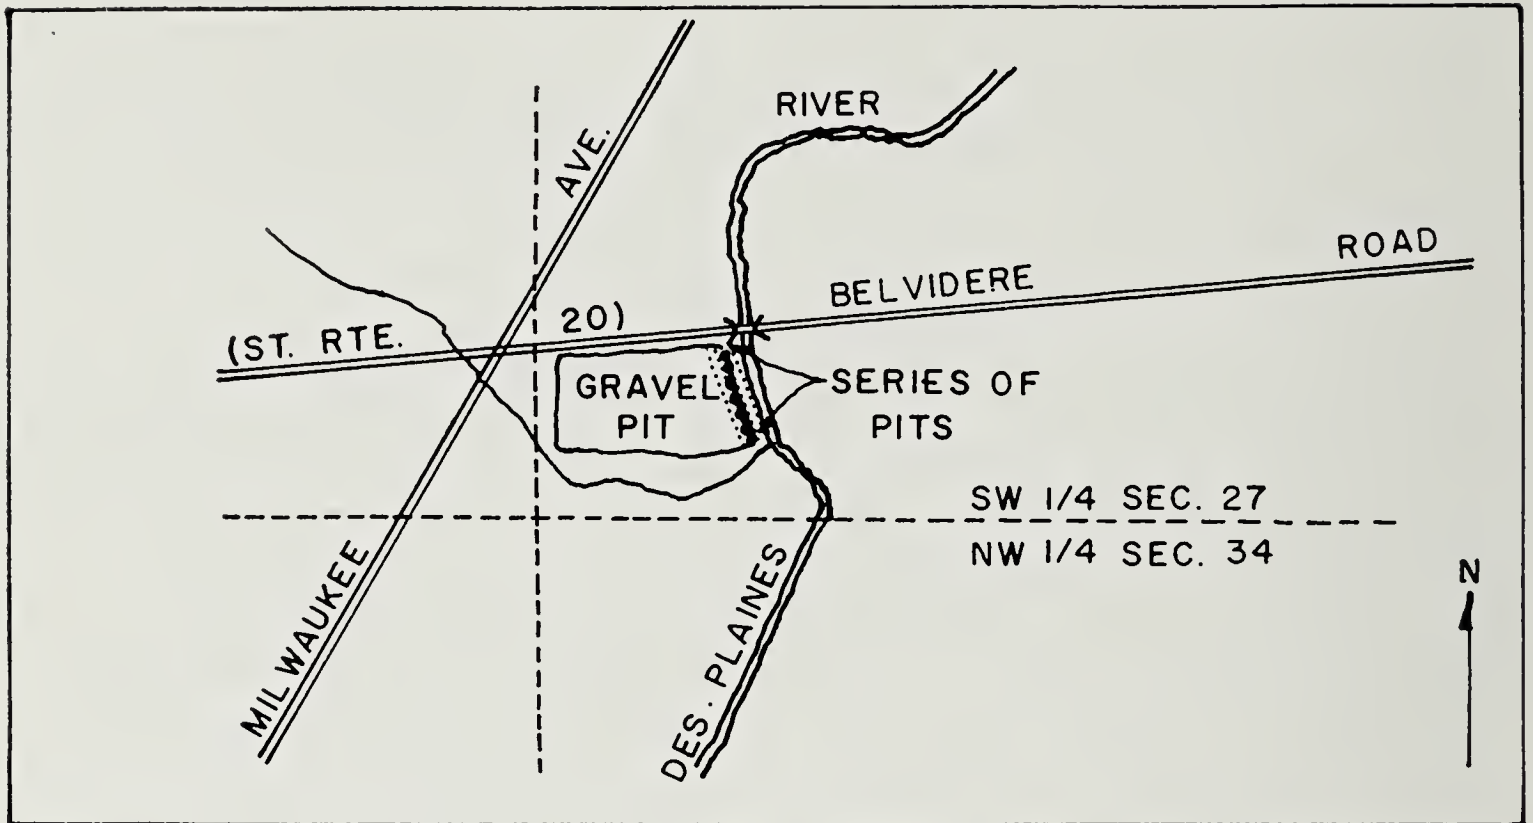 RIVER
AVE.
ROAD
BELVIDERE
(ST. RTE. 20)
GRAVEL
PIT
SERIES OF
PITS
SW 1/4 SEC. 27
NW 1/4 SEC. 34
MILWAUKEE
DES. PLAINES
N